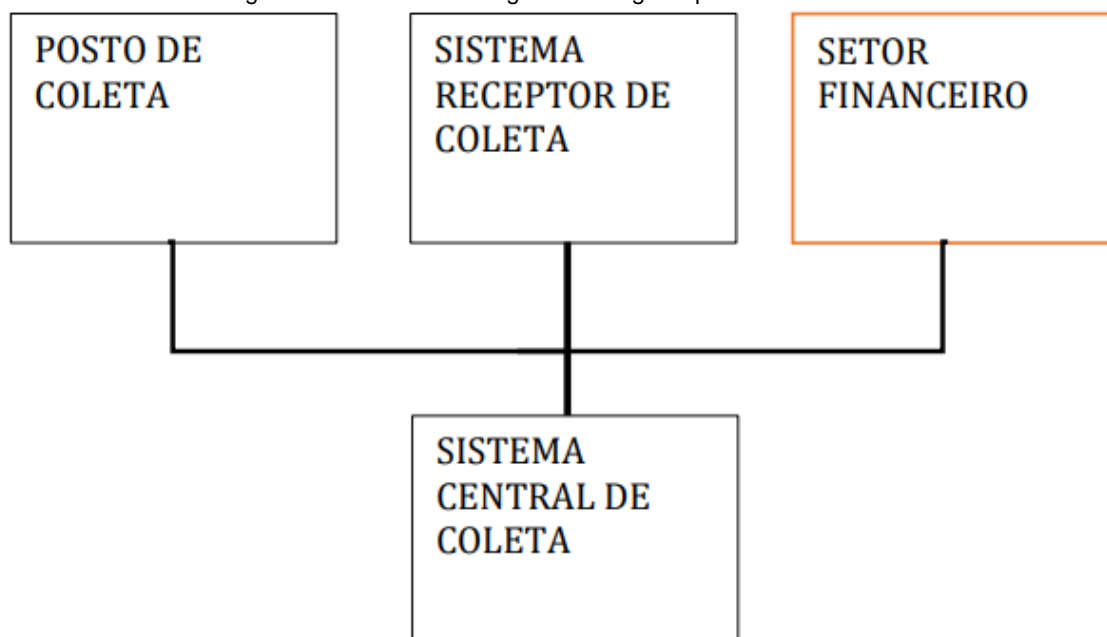 POSTO DE
COLETA
SISTEMA
RECEPTOR DE
COLETA
SETOR
FINANCEIRO
SISTEMA
CENTRAL DE
COLETA